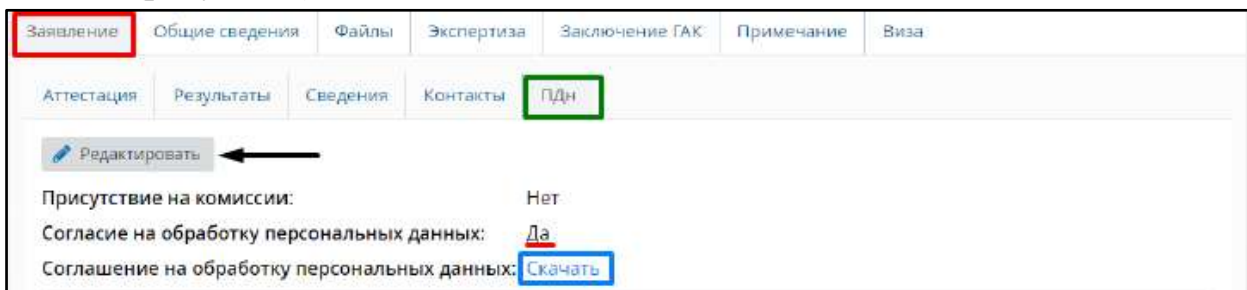 Заявление Общие сведения Файлы Экспертиза Заключение ГАК Примечание Виза
Аттестация Результаты Сведения Контакты ПДн
Редактировать
Присутствие на комиссии: Нет
Согласие на обработку персональных данных: Да
Соглашение на обработку персональных данных: Скачать